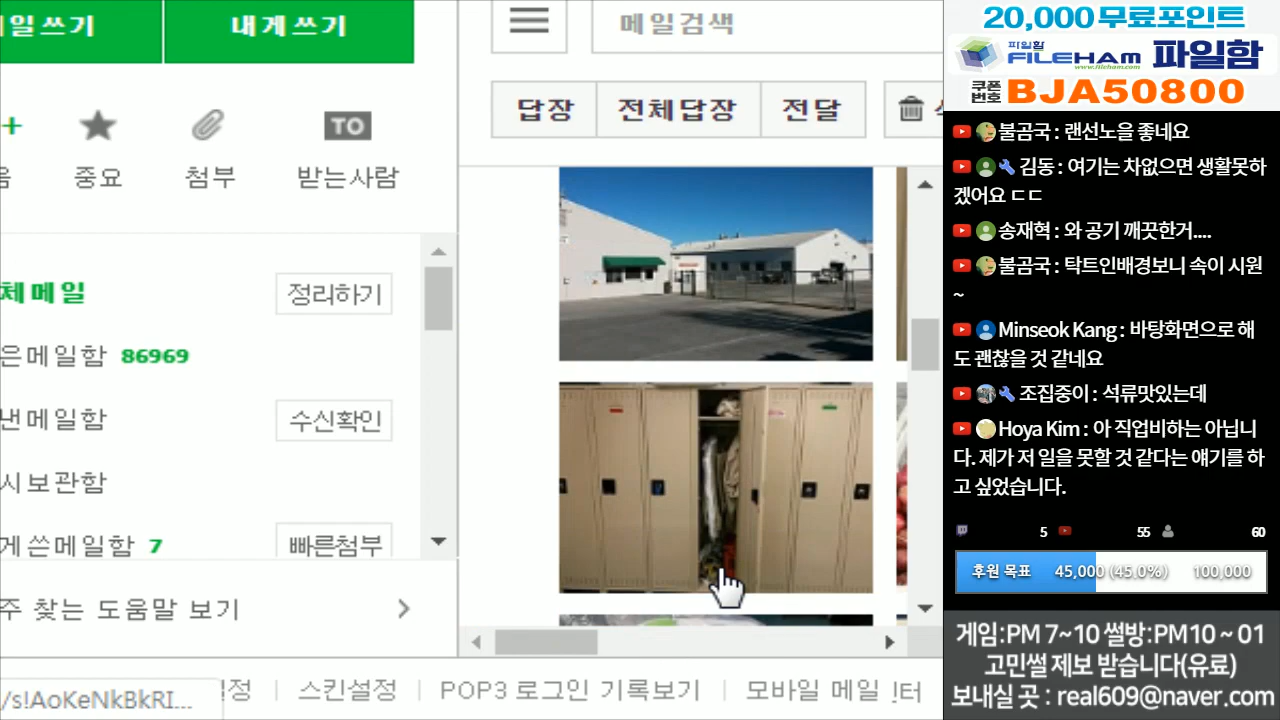 일쓰기
내게쓰기
메일검색
답장
전체답장
전달
중요
첨부
TO
받는사람
체메일
정리하기
은메일함 86969
낸메일함
수신확인
시보관함
게쓴메일함 7
빠른첨부
주 찾는 도움말 보기
/s!AoKeNkBkRI...
정
스킨설정
POP3 로그인 기록보기
모바일 메일
터
20,000무료포인트
파일함
FILEHAM
www.fileham.com
파일함
쿠폰
번호
BJA50800
불곰국 : 랜선노을 좋네요
김동 : 여기는 차없으면 생활못하
겠어요 ㄷㄷ
송재혁 : 와 공기 깨끗한거....
불곰국 : 탁트인배경보니 속이 시원
~
Minseok Kang : 바탕화면으로 해
도 괜찮을 것 같네요
조집중이 : 석류맛있는데
Hoya Kim : 아 직업비하는 아닙니
다. 제가 저 일을 못할 것 같다는 얘기를 하
고 싶었습니다.
5
55
60
후원 목표 45,000 (45.0%) 100,000
게임:PM 7~10 썰방:PM10 ~ 01
고민썰 제보 받습니다(유료)
보내실 곳 : real609@naver.com